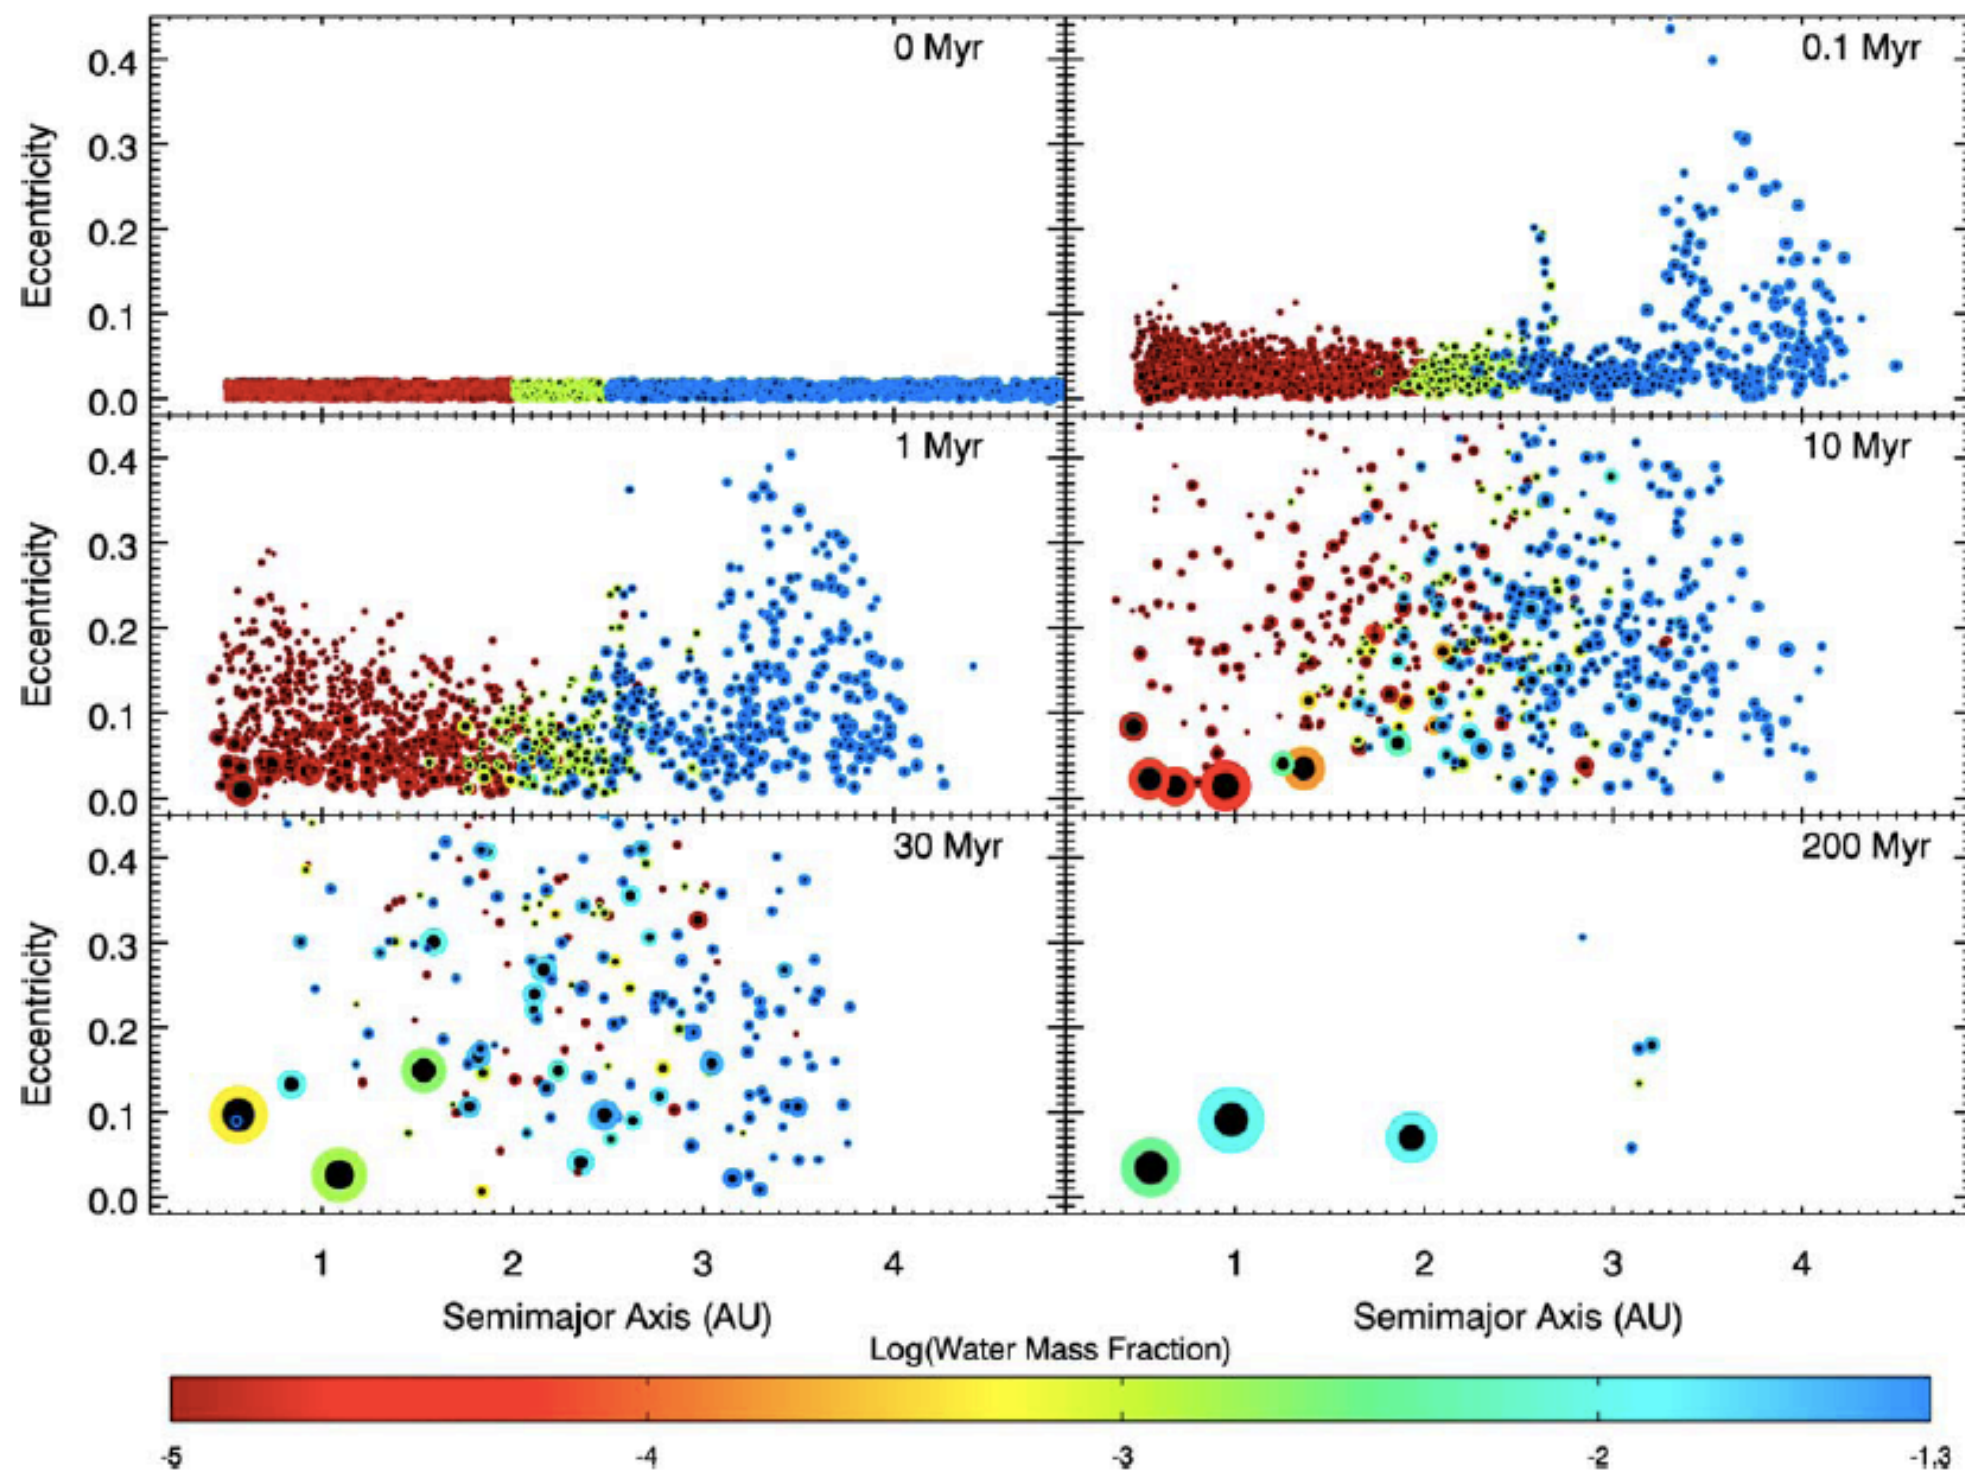 0 Myr
0.1 Myr
Eccentricity
0.4
0.3
0.2
0.1
0.0
1 Myr
10 Myr
Eccentricity
0.4
0.3
0.2
0.1
0.0
30 Myr
200 Myr
Eccentricity
0.4
0.3
0.2
0.1
0.0
1 2 3 4
1 2 3 4
Semimajor Axis (AU)
Semimajor Axis (AU)
Log(Water Mass Fraction)
-5 -4 -3 -2 -1.3